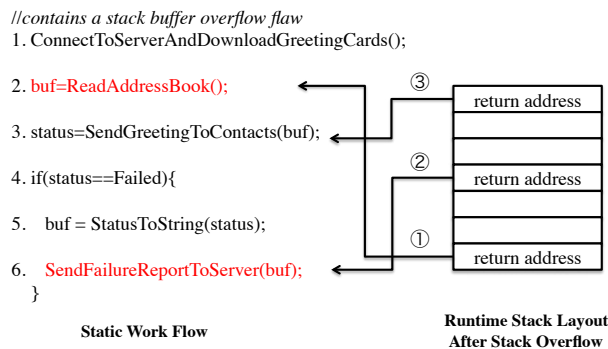 //contains a stack buffer overflow flaw
1. ConnectToServerAndDownloadGreetingCards();
2. buf=ReadAddressBook();
3. status=SendGreetingToContacts(buf);
4. if(status==Failed){
5. buf = StatusToString(status);
6. SendFailureReportToServer(buf);
}
Static Work Flow
③
return address
②
return address
①
return address
Runtime Stack Layout
After Stack Overflow